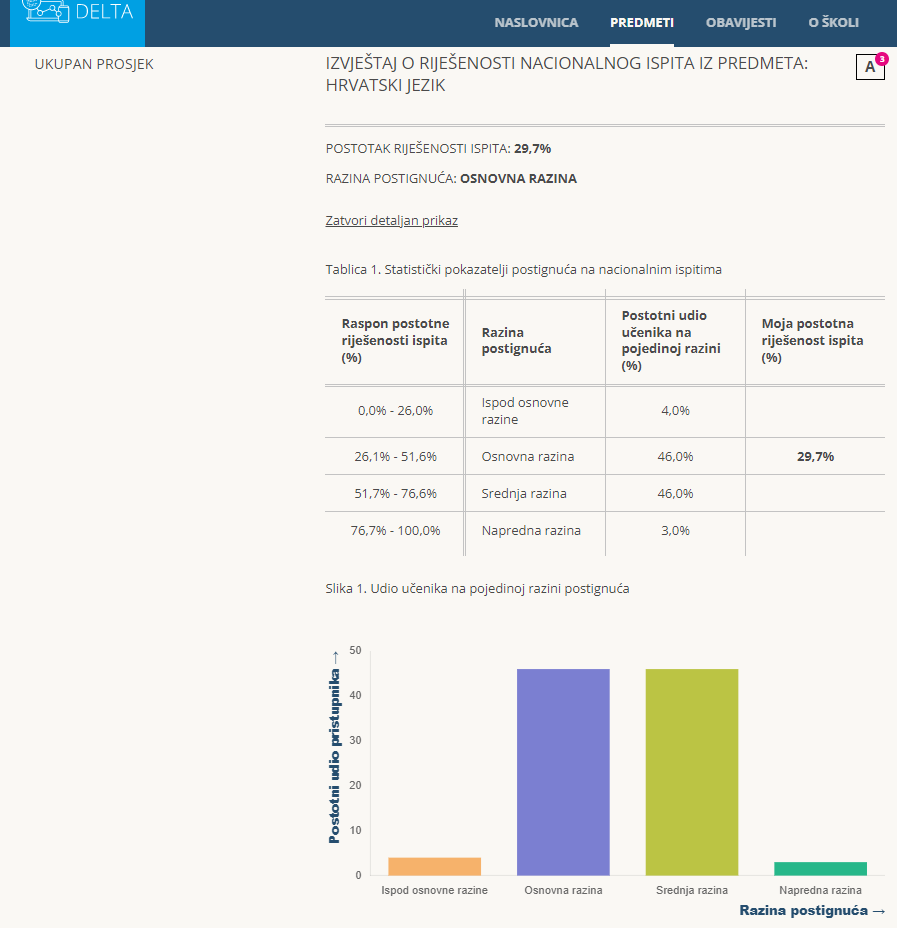 DELTA
NASLOVNICA PREDMETI OBAVIJESTI O ŠKOLI
UKUPAN PROSJEK
IZVJEŠTAJ O RIJEŠENOSTI NACIONALNOG ISPITA IZ PREDMETA:
HRVATSKI JEZIK
A 3
POSTOTAK RIJEŠENOSTI ISPITA: 29,7%
RAZINA POSTIGNUĆA: OSNOVNA RAZINA
Zatvori detaljan prikaz
Tablica 1. Statistički pokazatelji postignuća na nacionalnim ispitima
Raspon postotne
riješenosti ispita
(%)
Razina
postignuća
Postotni udio
učenika na
pojedinoj razini
(%)
Moja postotna
riješenost ispita
(%)
0,0% - 26,0%
Ispod osnovne
razine
4,0%
26,1% - 51,6% Osnovna razina 46,0% 29,7%
51,7% - 76,6% Srednja razina 46,0%
76,7% - 100,0% Napredna razina 3,0%
Slika 1. Udio učenika na pojedinoj razini postignuća
Postotni udio pristupnika →
50
40
30
20
10
0
Ispod osnovne razine Osnovna razina Srednja razina Napredna razina
Razina postignuća →